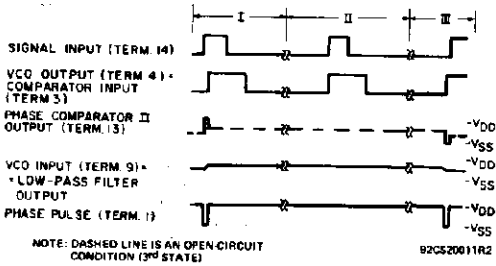 I II III
SIGNAL INPUT (TERM. 14)
VCO OUTPUT (TERM 4) =
COMPARATOR INPUT
(TERM 3)
PHASE COMPARATOR II
OUTPUT (TERM. 13)
-VDD
-VSS
VCO INPUT (TERM. 9) =
= LOW-PASS FILTER
OUTPUT
-VDD
-VSS
PHASE PULSE (TERM. 1)
-VDD
-VSS
NOTE: DASHED LINE IS AN OPEN-CIRCUIT
CONDITION (3rd STATE)
92CS20011R2